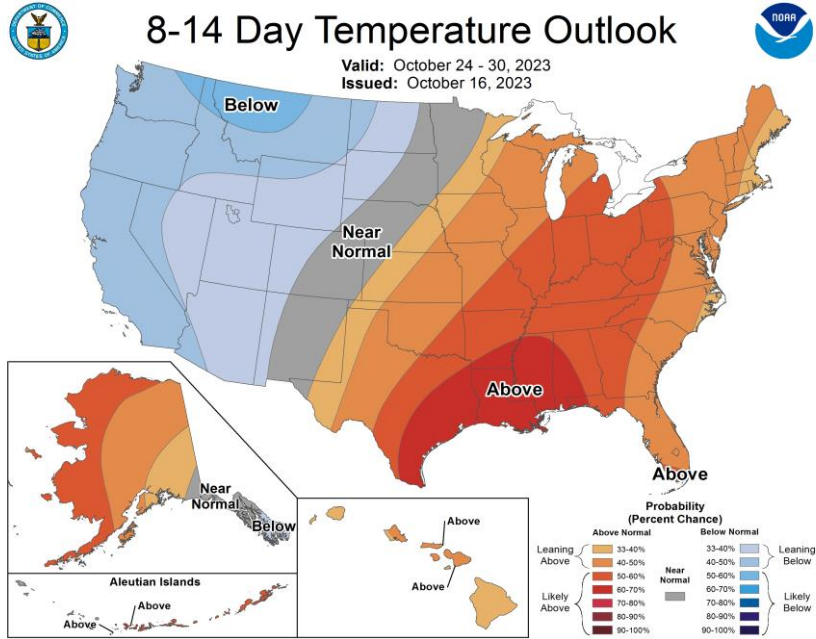 8-14 Day Temperature Outlook
Valid: October 24 - 30, 2023
Issued: October 16, 2023
NOAA
Below
Near
Normal
Above
Above
Near
Normal
Below
Aleutian Islands
Above
Above
Above
Above
Probability
(Percent Chance)
Above Normal
Below Normal
Leaning
Above
33-40%
40-50%
50-60%
60-70%
70-80%
80-90%
90-100%
Likely
Above
Near
Normal
33-40%
40-50%
50-60%
60-70%
70-80%
80-90%
90-100%
Leaning
Below
Likely
Below